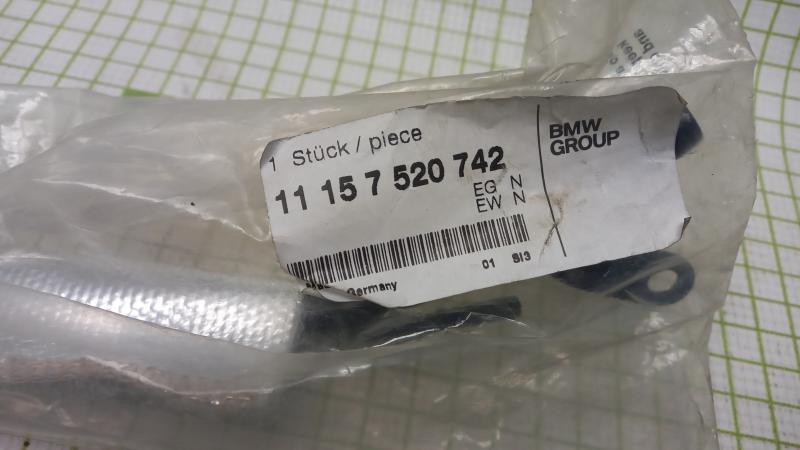 1 Stück / piece
11 15 7 520 742
EG N
EW N
BMW
GROUP
01 SI3
Germany